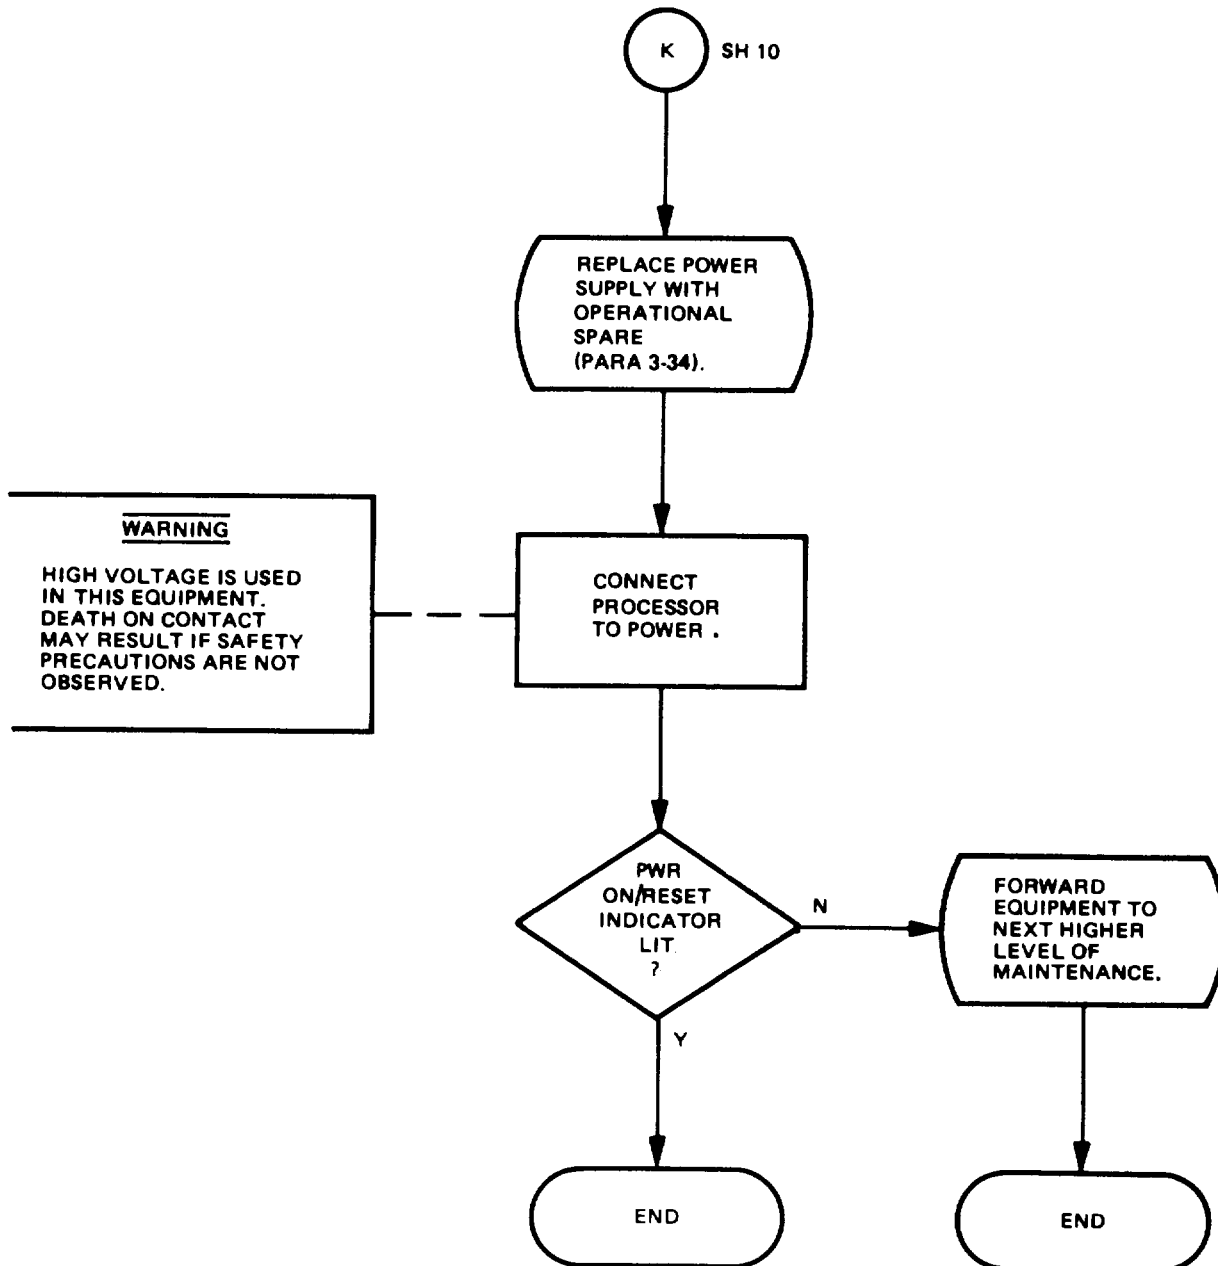 K SH 10
REPLACE POWER
SUPPLY WITH
OPERATIONAL
SPARE
(PARA 3-34).
WARNING
HIGH VOLTAGE IS USED
IN THIS EQUIPMENT.
DEATH ON CONTACT
MAY RESULT IF SAFETY
PRECAUTIONS ARE NOT
OBSERVED.
CONNECT
PROCESSOR
TO POWER .
PWR
ON/RESET
INDICATOR
LIT
?
N
Y
FORWARD
EQUIPMENT TO
NEXT HIGHER
LEVEL OF
MAINTENANCE.
END
END